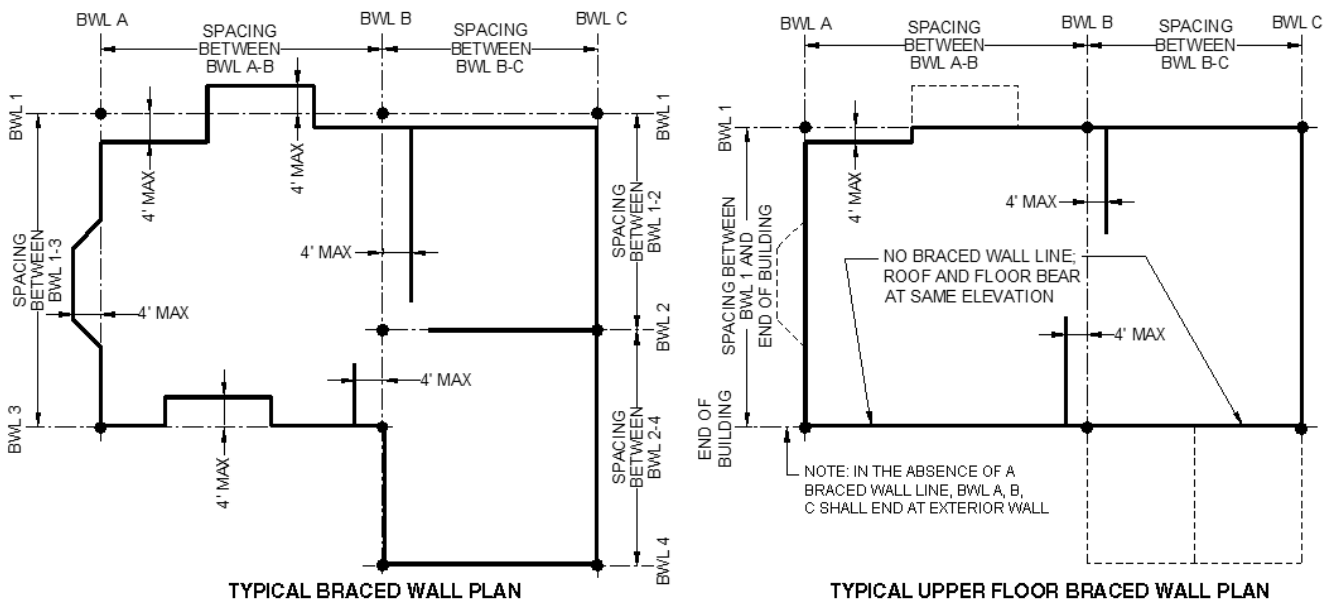 BWL A
SPACING
BETWEEN
BWL A-B
BWL B
SPACING
BETWEEN
BWL B-C
BWL C
BWL 1
BWL 1
4' MAX
4' MAX
SPACING
BETWEEN
BWL 1-3
4' MAX
4' MAX
SPACING
BETWEEN
BWL 1-2
BWL 2
4' MAX
4' MAX
BWL 3
SPACING
BETWEEN
BWL 2-4
BWL 4
TYPICAL BRACED WALL PLAN
BWL A
SPACING
BETWEEN
BWL A-B
BWL B
SPACING
BETWEEN
BWL B-C
BWL C
BWL 1
4' MAX
4' MAX
SPACING BETWEEN
BWL 1 AND
END OF BUILDING
NO BRACED WALL LINE;
ROOF AND FLOOR BEAR
AT SAME ELEVATION
4' MAX
END OF
BUILDING
NOTE: IN THE ABSENCE OF A
BRACED WALL LINE, BWL A, B,
C SHALL END AT EXTERIOR WALL
TYPICAL UPPER FLOOR BRACED WALL PLAN